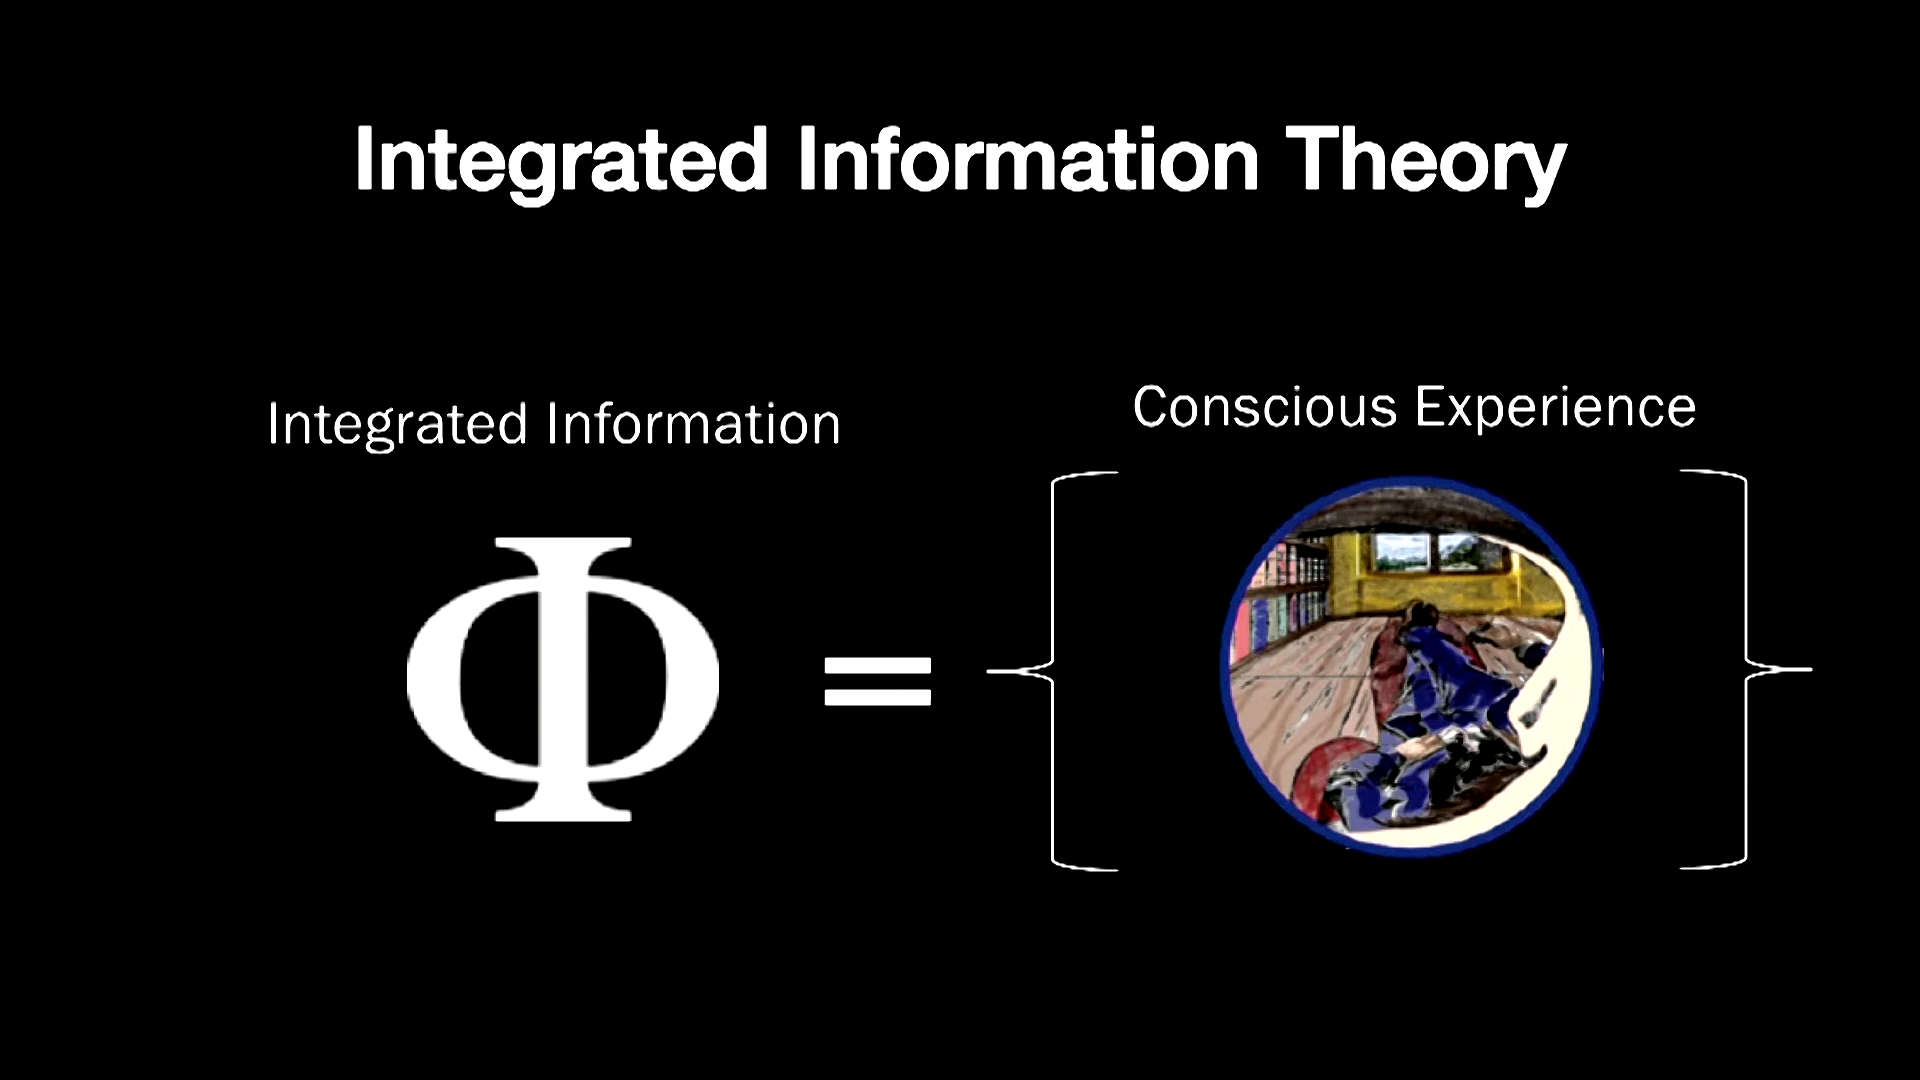 Integrated Information Theory
Integrated Information
Conscious Experience
Φ
=